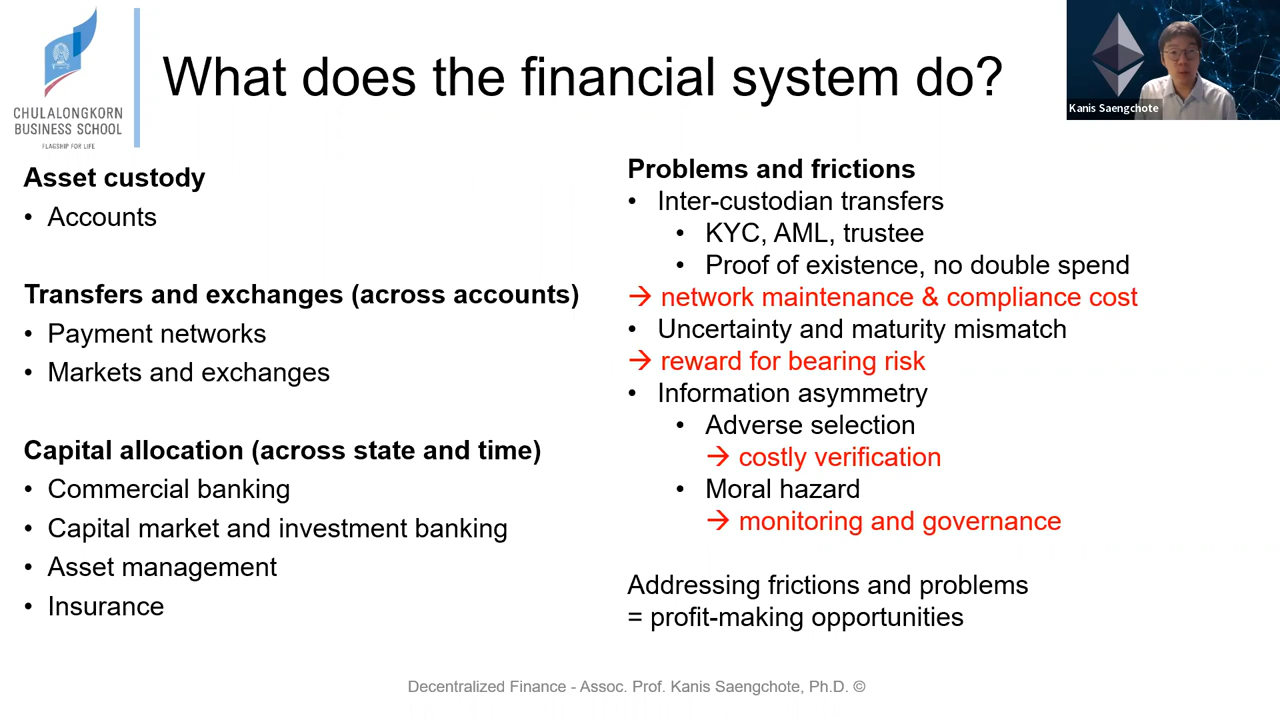 CHULALONGKORN
BUSINESS SCHOOL
FLAGSHIP FOR LIFE
What does the financial system do?
Kanis Saengchote
Asset custody
• Accounts
Transfers and exchanges (across accounts)
• Payment networks
• Markets and exchanges
Capital allocation (across state and time)
• Commercial banking
• Capital market and investment banking
• Asset management
• Insurance
Problems and frictions
• Inter-custodian transfers
• KYC, AML, trustee
• Proof of existence, no double spend
→ network maintenance & compliance cost
• Uncertainty and maturity mismatch
→ reward for bearing risk
• Information asymmetry
• Adverse selection
→ costly verification
• Moral hazard
→ monitoring and governance
Addressing frictions and problems
= profit-making opportunities
Decentralized Finance - Assoc. Prof. Kanis Saengchote, Ph.D. ©